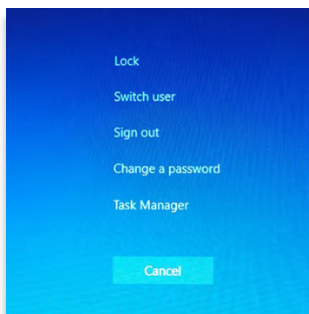 Lock
Switch user
Sign out
Change a password
Task Manager
Cancel